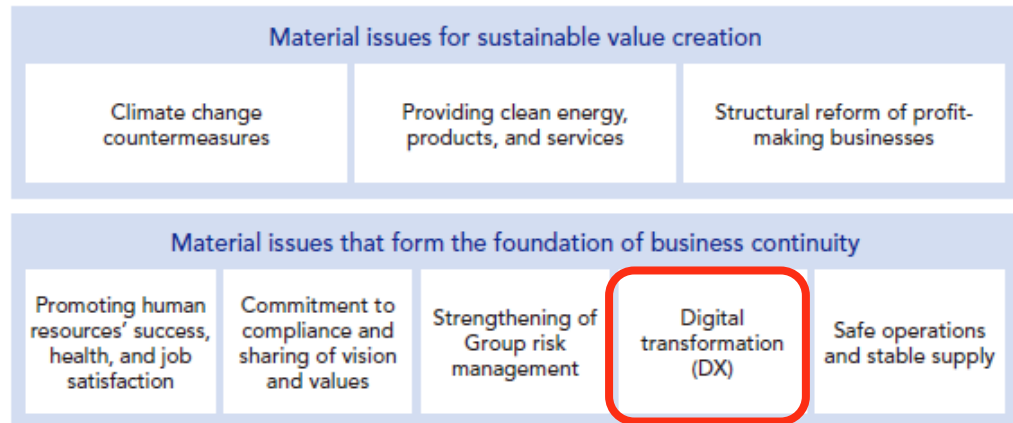 Material issues for sustainable value creation
Climate change
countermeasures
Providing clean energy,
products, and services
Structural reform of profit-
making businesses
Material issues that form the foundation of business continuity
Promoting human
resources' success,
health, and job
satisfaction
Commitment to
compliance and
sharing of vision
and values
Strengthening of
Group risk
management
Digital
transformation
(DX)
Safe operations
and stable supply